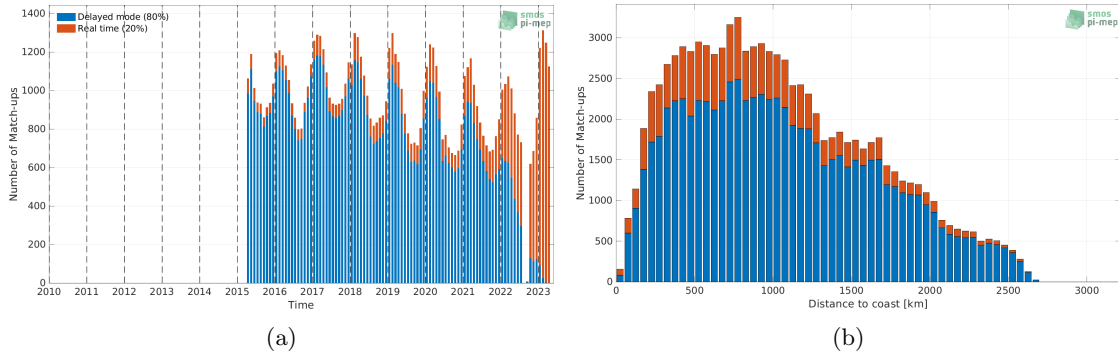 1400
1200
1000
800
600
400
200
0
Number of Match-ups
Delayed mode (80%)
Real time (20%)
smos
pi-mep
2010 2011 2012 2013 2014 2015 2016 2017 2018 2019 2020 2021 2022 2023
Time
(a)
3000
2500
2000
1500
1000
500
0
Number of Match-ups
smos
pi-mep
0 500 1000 1500 2000 2500 3000
Distance to coast [km]
(b)